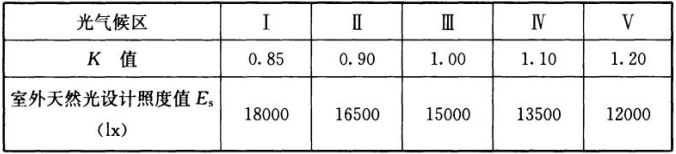 光气候区 Ⅰ Ⅱ Ⅲ Ⅳ Ⅴ
K 值 0.85 0.90 1.00 1.10 1.20
室外天然光设计照度值 Es
(lx) 18000 16500 15000 13500 12000